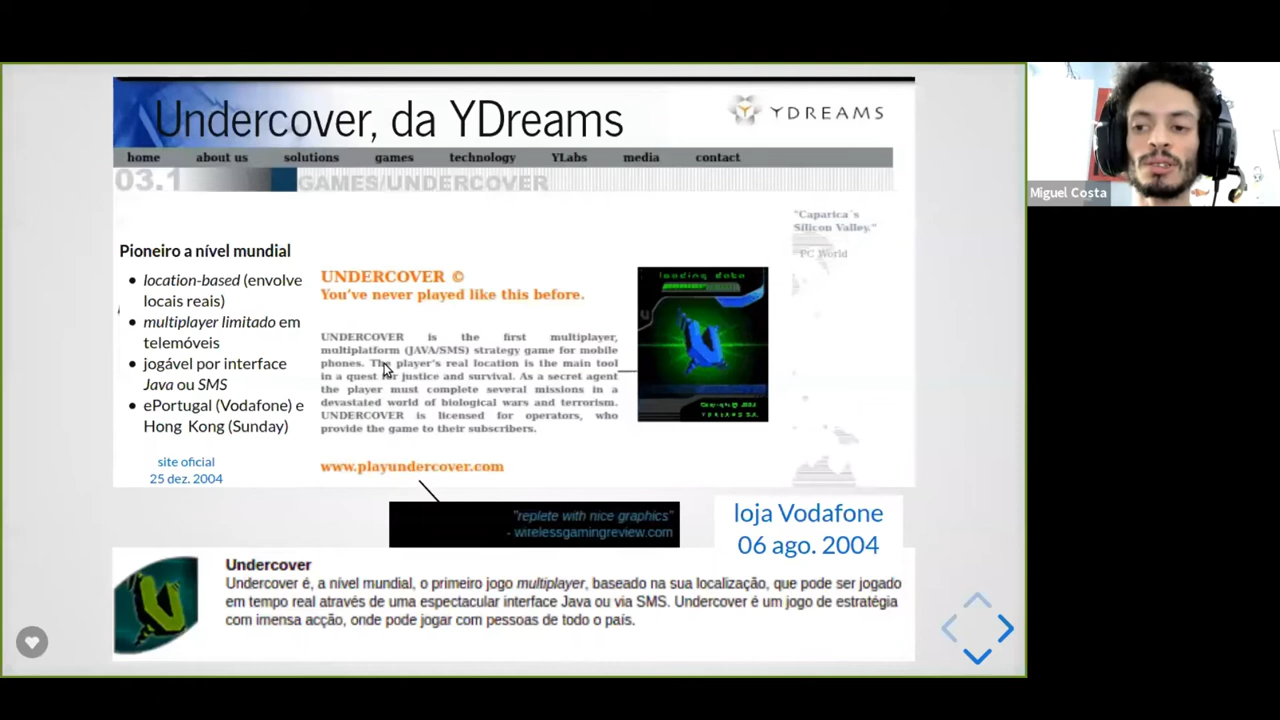 Undercover, da YDreams
YDREAMS
home about us solutions games technology YLabs media contact
03.1 GAMES/UNDERCOVER
Miguel Costa
"Caparica's
Silicon Valley."
PC World
Pioneiro a nível mundial
location-based (envolve
locais reais)
multiplayer limitado em
telemóveis
jogável por interface
Java ou SMS
ePortugal (Vodafone) e
Hong Kong (Sunday)
site oficial
25 dez. 2004
UNDERCOVER ©
You've never played like this before.
UNDERCOVER is the first multiplayer,
multiplatform (JAVA/SMS) strategy game for mobile
phones. The player's real location is the main tool
in a quest for justice and survival. As a secret agent
the player must complete several missions in a
devastated world of biological wars and terrorism.
UNDERCOVER is licensed for operators, who
provide the game to their subscribers.
www.playundercover.com
loading data
"replete with nice graphics"
- wirelessgamingreview.com
loja Vodafone
06 ago. 2004
Undercover
Undercover é, a nível mundial, o primeiro jogo multiplayer, baseado na sua localização, que pode ser jogado
em tempo real através de uma espectacular interface Java ou via SMS. Undercover é um jogo de estratégia
com imensa acção, onde pode jogar com pessoas de todo o país.